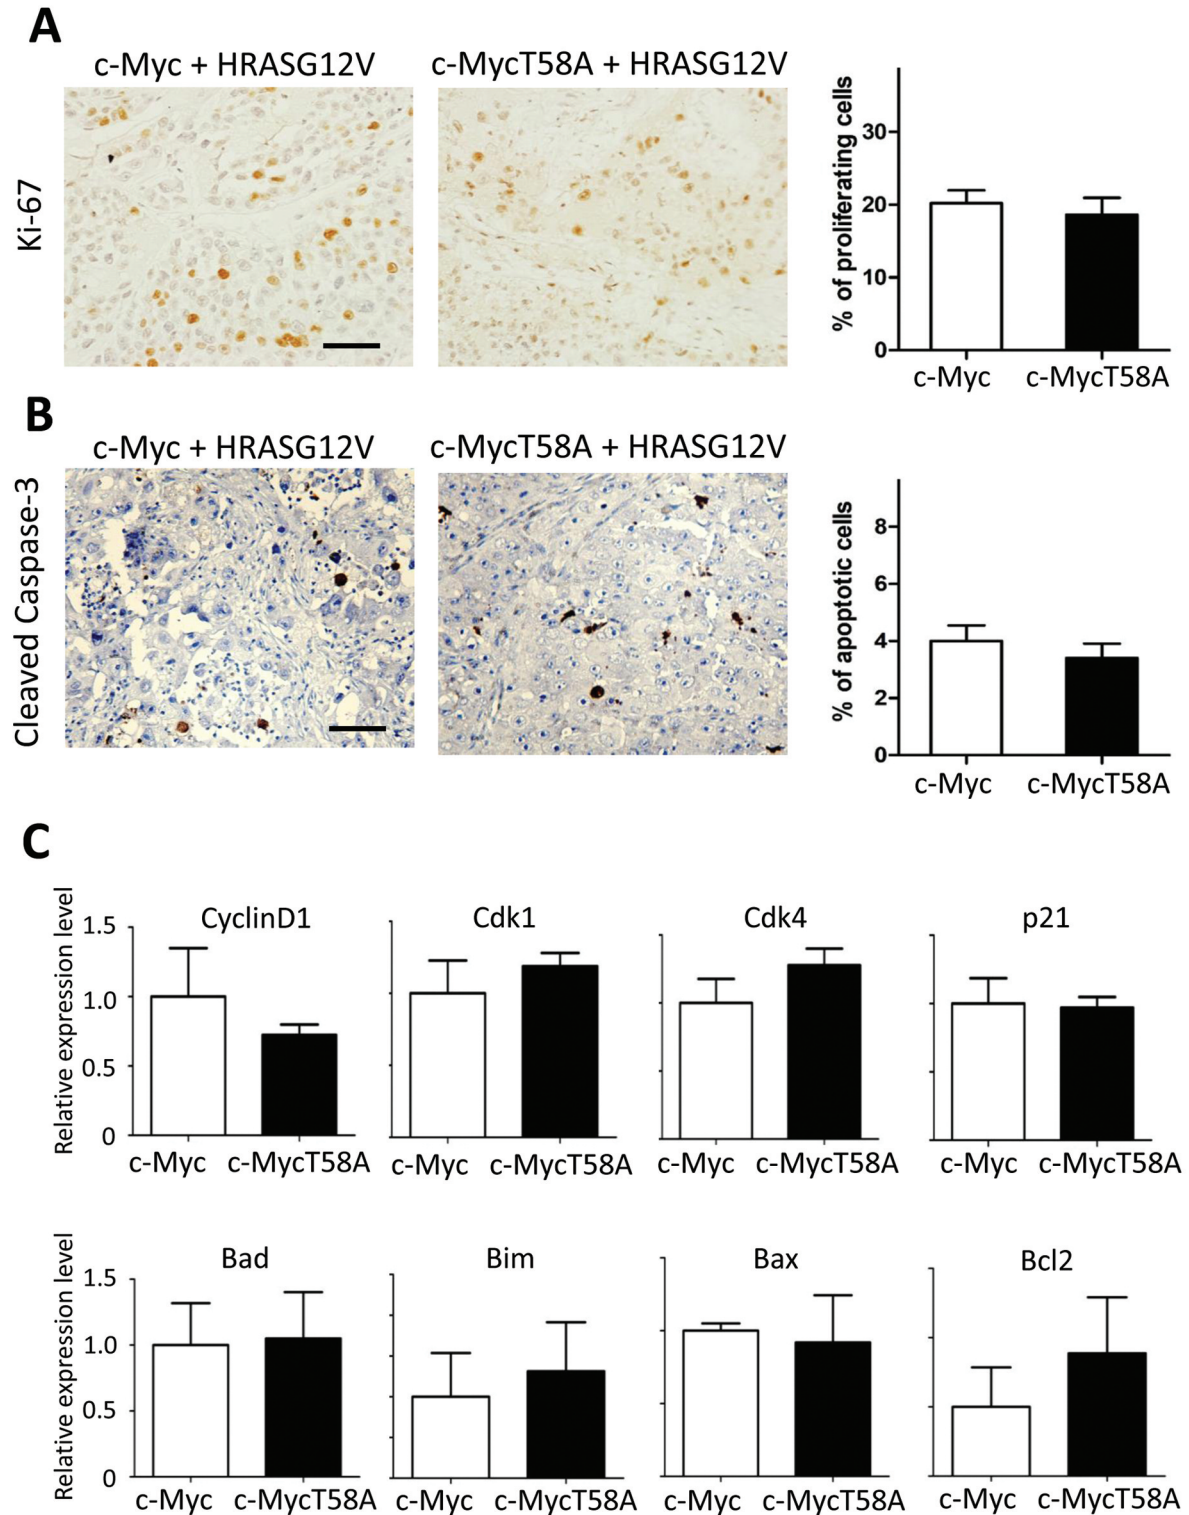 A
c-Myc + HRASG12V
c-MycT58A + HRASG12V
Ki-67
% of proliferating cells
30
20
10
0
c-Myc
c-MycT58A
B
c-Myc + HRASG12V
c-MycT58A + HRASG12V
Cleaved Caspase-3
% of apoptotic cells
8
6
4
2
0
c-Myc
c-MycT58A
C
Relative expression level
1.5
1.0
0.5
0
CyclinD1
c-Myc
c-MycT58A
Cdk1
c-Myc
c-MycT58A
Cdk4
c-Myc
c-MycT58A
p21
c-Myc
c-MycT58A
Relative expression level
1.5
1.0
0.5
0
Bad
c-Myc
c-MycT58A
Bim
c-Myc
c-MycT58A
Bax
c-Myc
c-MycT58A
Bcl2
c-Myc
c-MycT58A